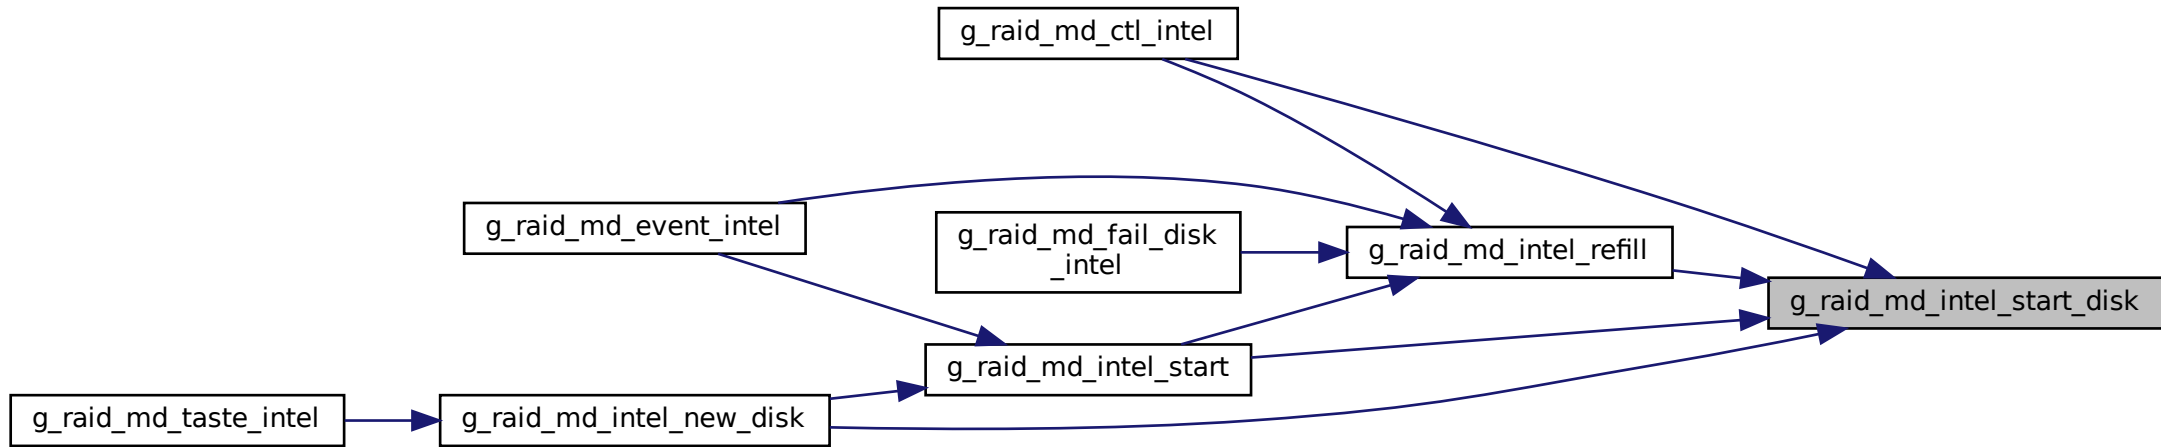 g_raid_md_ctl_intel
g_raid_md_event_intel
g_raid_md_fail_disk
_intel
g_raid_md_intel_refill
g_raid_md_intel_start_disk
g_raid_md_intel_start
g_raid_md_taste_intel
g_raid_md_intel_new_disk